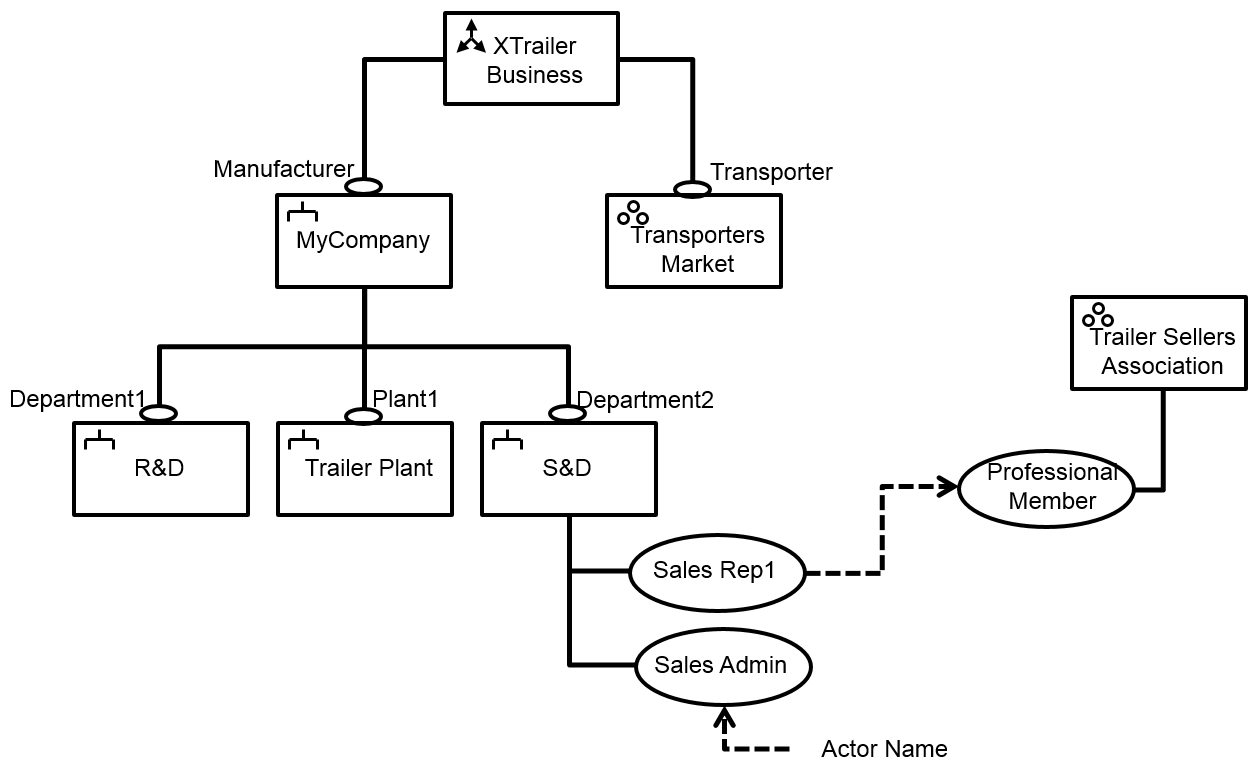 XTrailer
Business
Manufacturer
Transporter
MyCompany
Transporters
Market
Trailer Sellers
Association
Department1
Plant1
Department2
R&D
Trailer Plant
S&D
Professional
Member
Sales Rep1
Sales Admin
Actor Name